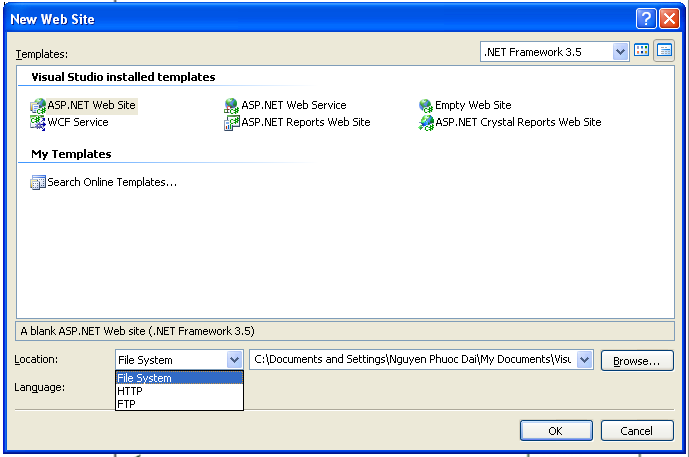 New Web Site
Templates:
.NET Framework 3.5
Visual Studio installed templates
ASP.NET Web Site
ASP.NET Web Service
Empty Web Site
WCF Service
ASP.NET Reports Web Site
ASP.NET Crystal Reports Web Site
My Templates
Search Online Templates...
A blank ASP.NET Web site (.NET Framework 3.5)
Location:
File System
C:\Documents and Settings\Nguyen Phuoc Dai\My Documents\Visu
Browse...
File System
Language:
HTTP
FTP
OK
Cancel